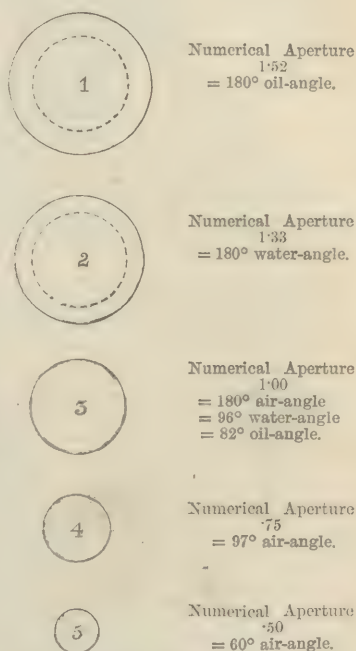 1
Numerical Aperture
1·52
= 180° oil-angle.
2
Numerical Aperture
1·33
= 180° water-angle.
3
Numerical Aperture
1·00
= 180° air-angle
= 96° water-angle
= 82° oil-angle.
4
Numerical Aperture
·75
= 97° air-angle.
5
Numerical Aperture
·50
= 60° air-angle.